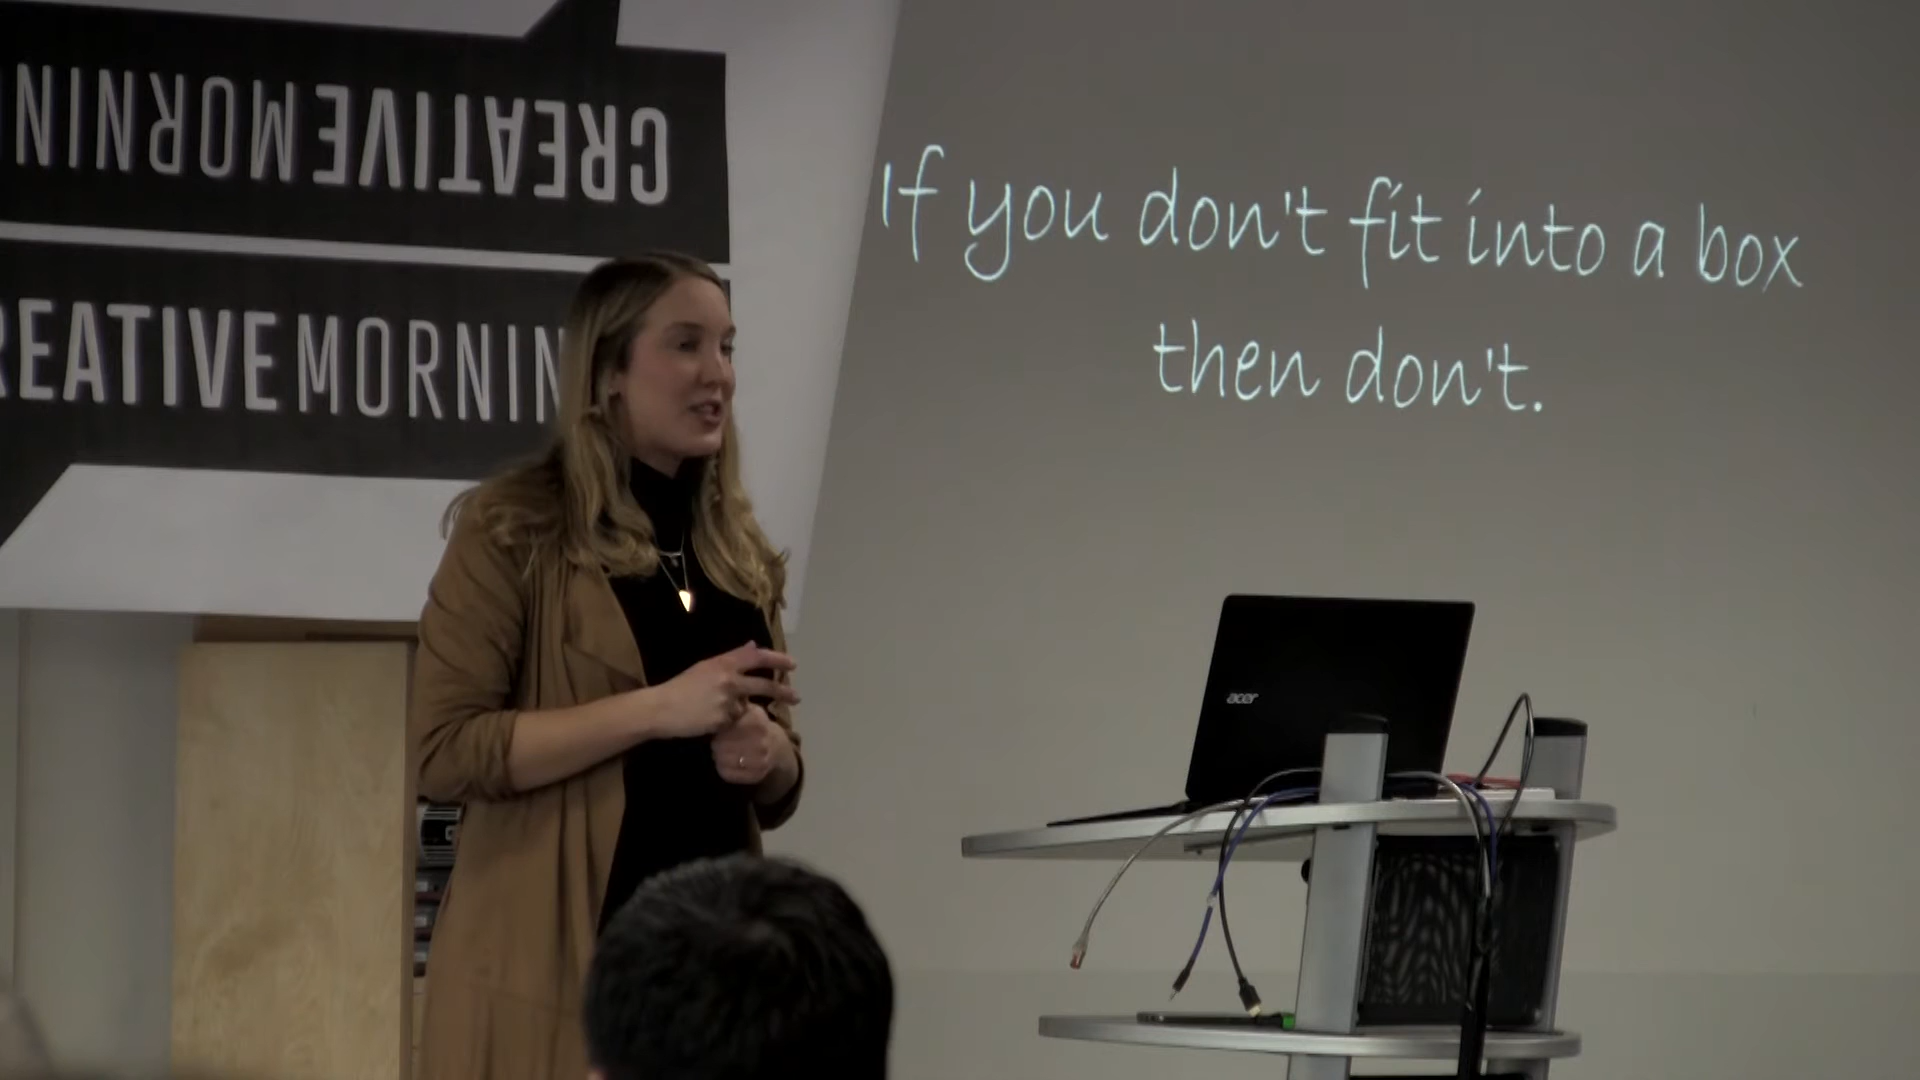 CREATIVEMORNIN
REATIVEMORNIN
If you don't fit into a box
then don't.
acer